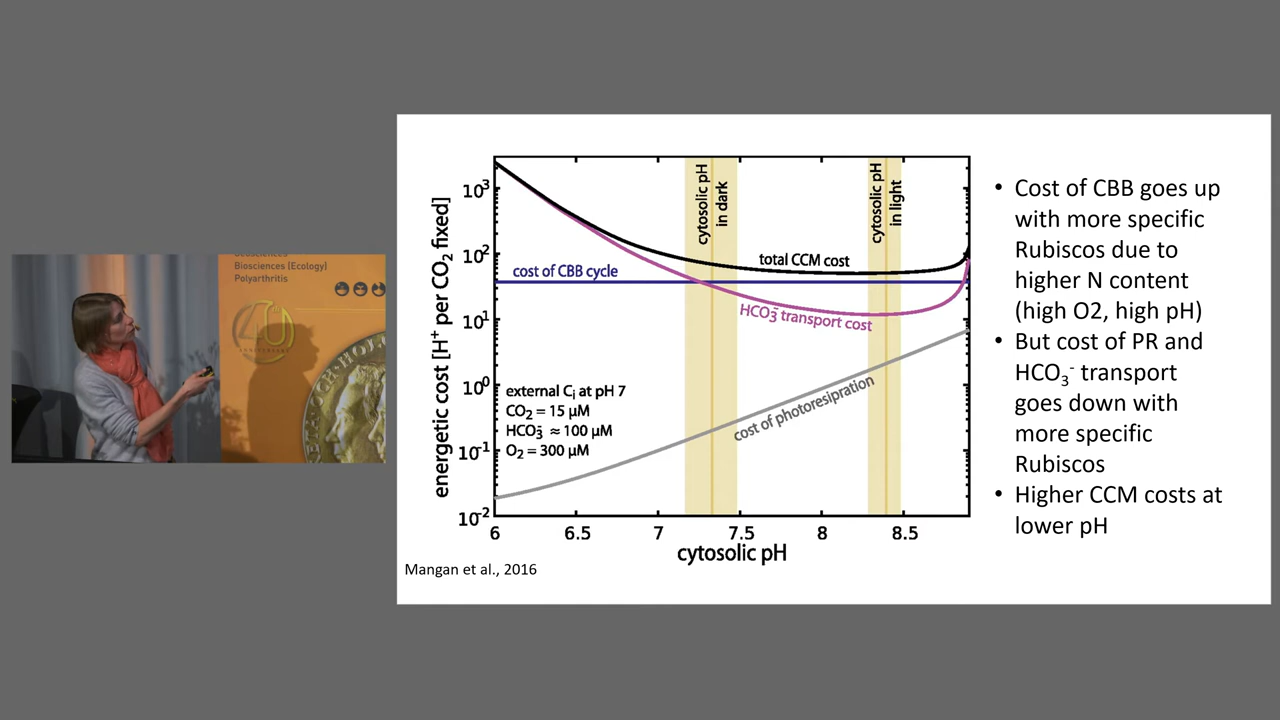 Geosciences
Biosciences [Ecology]
Polyarthritis
40
ANNIVERSARY
energetic cost [H⁺ per CO₂ fixed]
10³
10²
10¹
10⁰
10⁻¹
10⁻²
cytosolic pH
in dark
cytosolic pH
in light
total CCM cost
cost of CBB cycle
HCO₃⁻ transport cost
cost of photoresipration
external Cᵢ at pH 7
CO₂ = 15 μM
HCO₃⁻ ≈ 100 μM
O₂ = 300 μM
6
6.5
7
7.5
8
8.5
cytosolic pH
Mangan et al., 2016
• Cost of CBB goes up
with more specific
Rubiscos due to
higher N content
(high O2, high pH)
• But cost of PR and
HCO₃⁻ transport
goes down with
more specific
Rubiscos
• Higher CCM costs at
lower pH